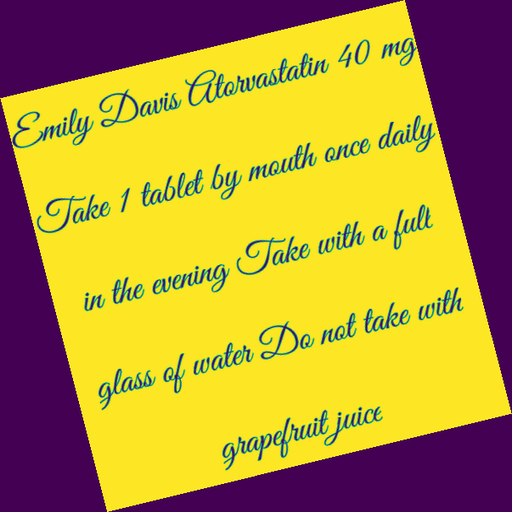 Emily Davis Atorvastatin 40 mg
Take 1 tablet by mouth once daily
in the evening Take with a full
glass of water Do not take with
grapefruit juice